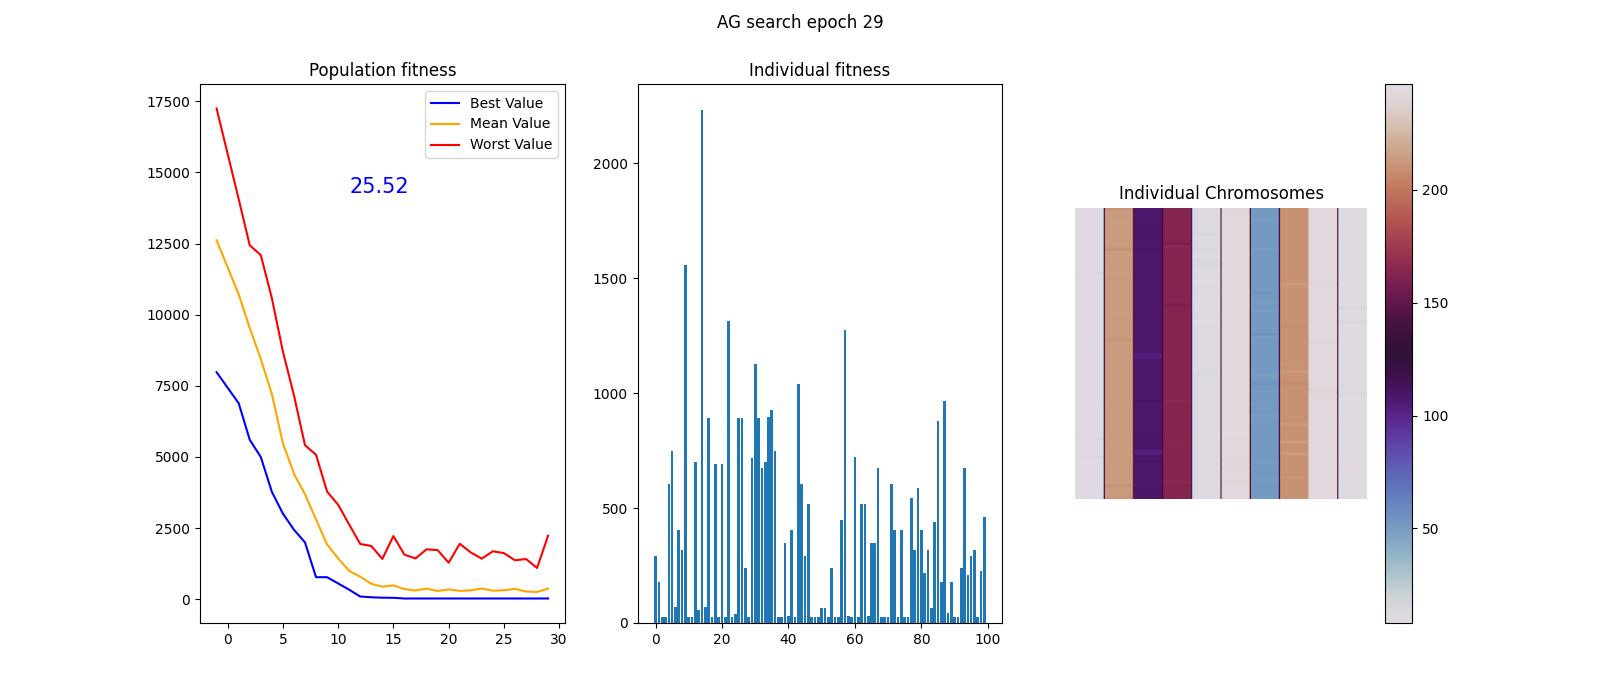 AG search epoch 29
Population fitness
17500
15000
12500
10000
7500
5000
2500
0
0 5 10 15 20 25 30
Best Value
Mean Value
Worst Value
25.52
Individual fitness
2000
1500
1000
500
0
0 20 40 60 80 100
Individual Chromosomes
200
150
100
50